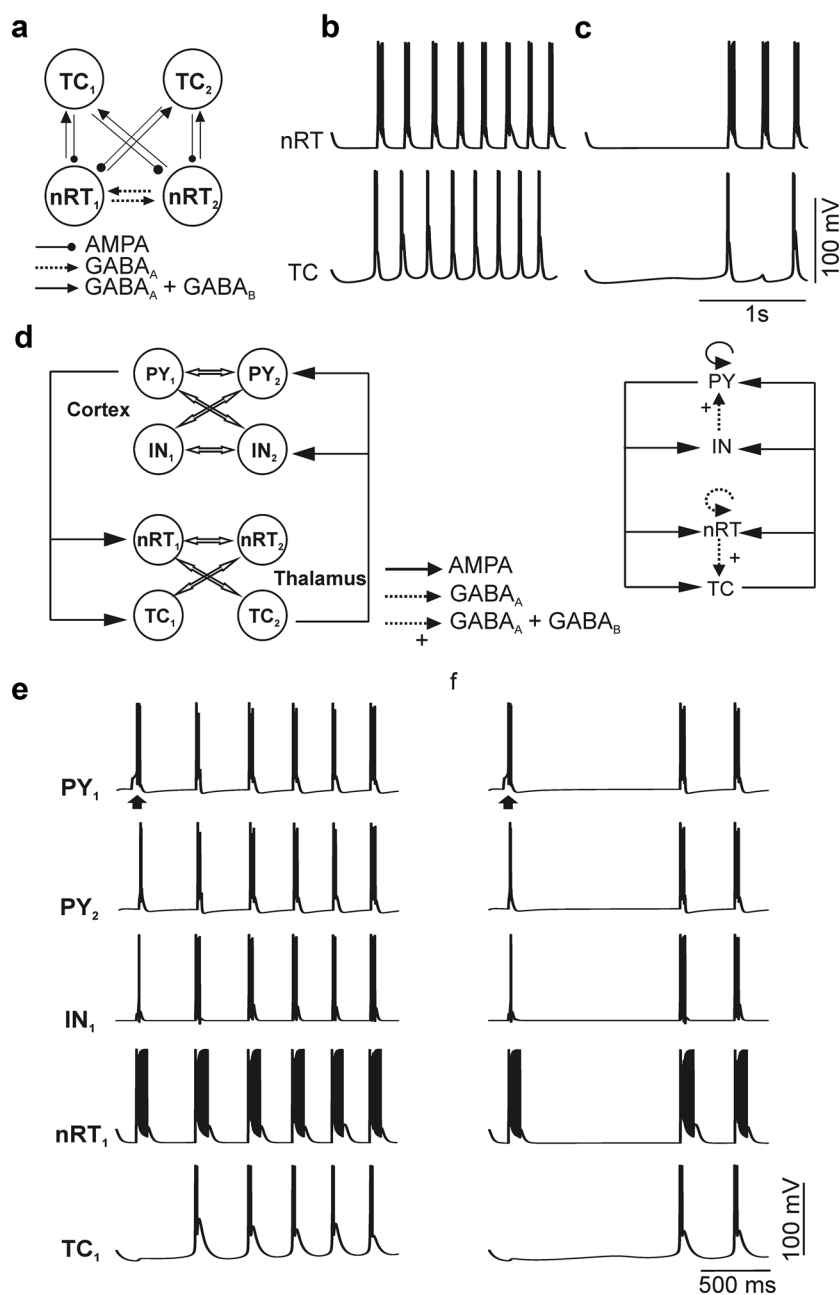 a
TC1
TC2
nRT1
nRT2
AMPA
GABAA
GABAA + GABAB
b
c
nRT
TC
100 mV
1s
d
PY1
PY2
Cortex
IN1
IN2
nRT1
nRT2
Thalamus
TC1
TC2
AMPA
GABAA
+
GABAA + GABAB
PY
+
IN
nRT
+
TC
e
f
PY1
PY2
IN1
nRT1
TC1
100 mV
500 ms